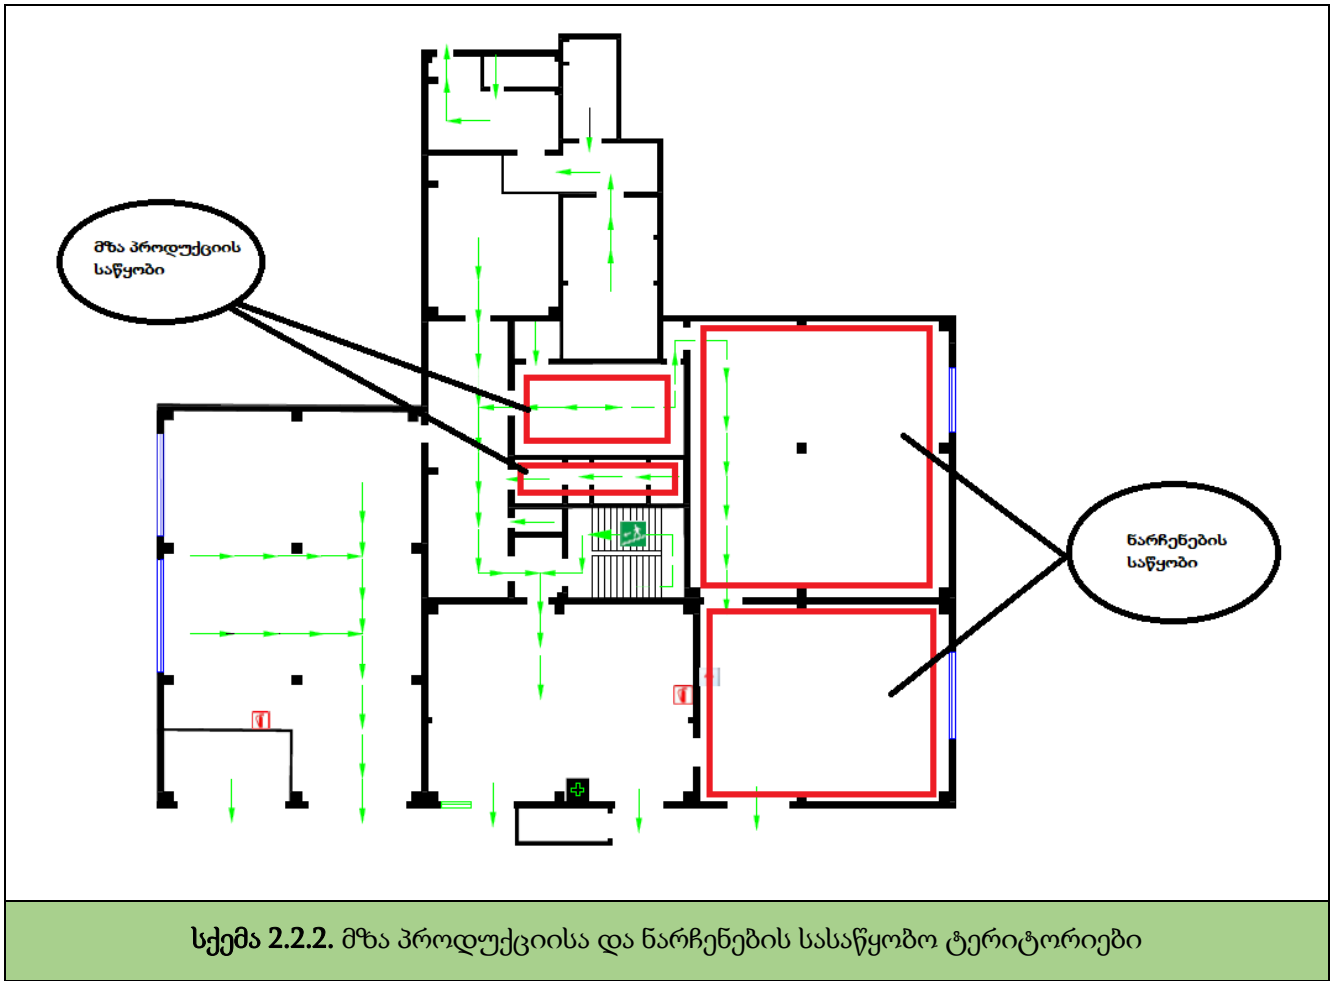 მზა პროდუქციის
საწყობი
ნარჩენების
საწყობი
სქემა 2.2.2. მზა პროდუქციისა და ნარჩენების სასაწყობო ტერიტორიები